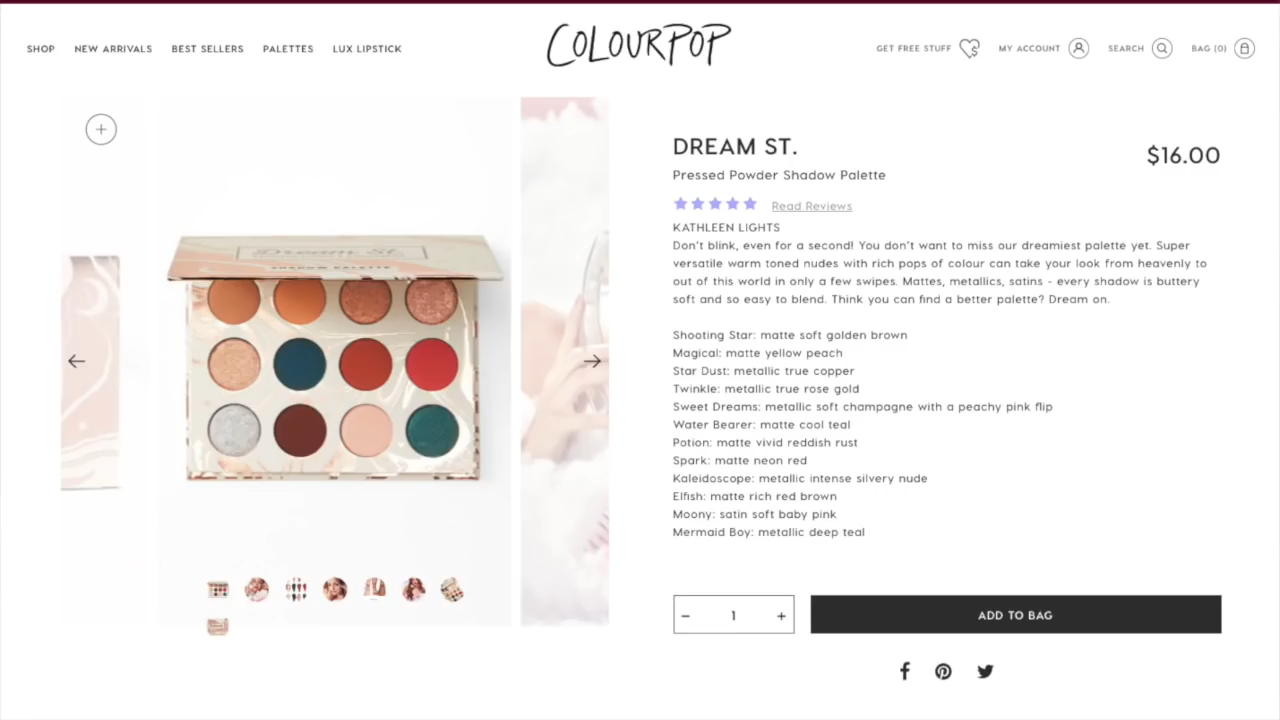 SHOP NEW ARRIVALS BEST SELLERS PALETTES LUX LIPSTICK
COLOURPOP
GET FREE STUFF MY ACCOUNT SEARCH BAG (0)
Dream St.
SHADOW PALETTE
DREAM ST.
$16.00
Pressed Powder Shadow Palette
Read Reviews
KATHLEEN LIGHTS
Don't blink, even for a second! You don't want to miss our dreamiest palette yet. Super
versatile warm toned nudes with rich pops of colour can take your look from heavenly to
out of this world in only a few swipes. Mattes, metallics, satins - every shadow is buttery
soft and so easy to blend. Think you can find a better palette? Dream on.
Shooting Star: matte soft golden brown
Magical: matte yellow peach
Star Dust: metallic true copper
Twinkle: metallic true rose gold
Sweet Dreams: metallic soft champagne with a peachy pink flip
Water Bearer: matte cool teal
Potion: matte vivid reddish rust
Spark: matte neon red
Kaleidoscope: metallic intense silvery nude
Elfish: matte rich red brown
Moony: satin soft baby pink
Mermaid Boy: metallic deep teal
− 1 +
ADD TO BAG